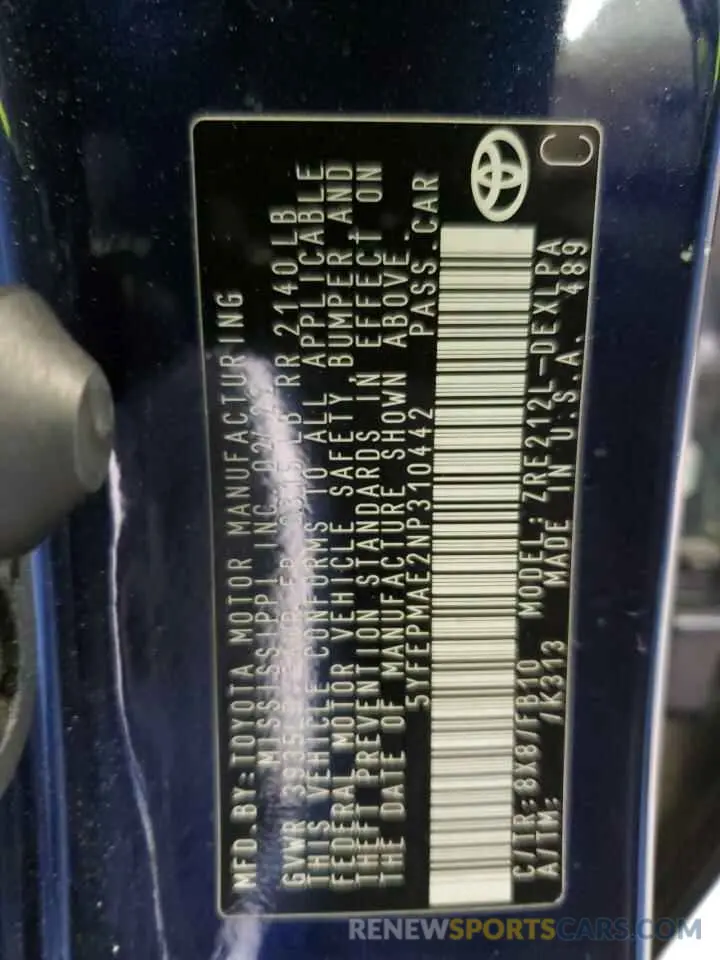 MFD.BY:TOYOTA MOTOR MANUFACTURING
MISSISSIPPI INC.
GVWR RR 2140LB
THIS VEHICLE CONFORMS TO ALL APPLICABLE
FEDERAL MOTOR VEHICLE SAFETY, BUMPER, AND
THEFT PREVENTION STANDARDS IN EFFECT ON
THE DATE OF MANUFACTURE SHOWN ABOVE.
5YFEPMAE2NP310442 PASS.CAR
C/TR:8X8/FB10 MODEL:ZRE212L-DEXLPA
A/TM: /K313 MADE IN U.S.A. 489
C
RENEWSPORTSCARS.COM